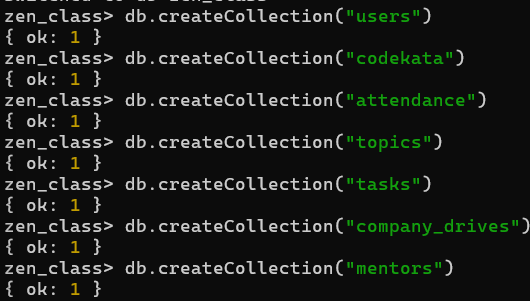 zen_class> db.createCollection("users")
{ ok: 1 }
zen_class> db.createCollection("codekata")
{ ok: 1 }
zen_class> db.createCollection("attendance")
{ ok: 1 }
zen_class> db.createCollection("topics")
{ ok: 1 }
zen_class> db.createCollection("tasks")
{ ok: 1 }
zen_class> db.createCollection("company_drives")
{ ok: 1 }
zen_class> db.createCollection("mentors")
{ ok: 1 }